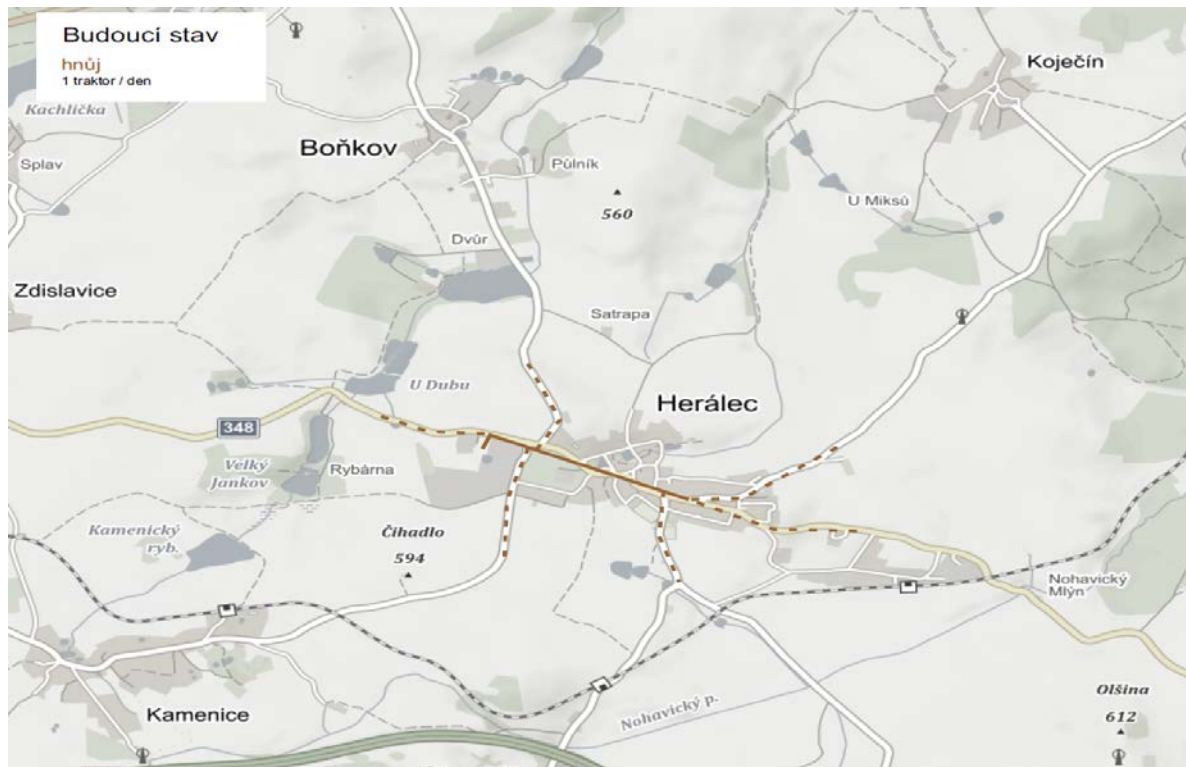 Budoucí stav
hnůj
1 traktor / den
Kachlička
Koječín
Splav
Boňkov
Půlník
560
U Miksů
Dvůr
Zdislavice
Satrapa
U Dubu
Herálec
348
Velký
Jankov
Rybárna
Kamenický
ryb.
Čihadlo
594
Nohavický
Mlýn
Kamenice
Nohavický p.
Olšina
612